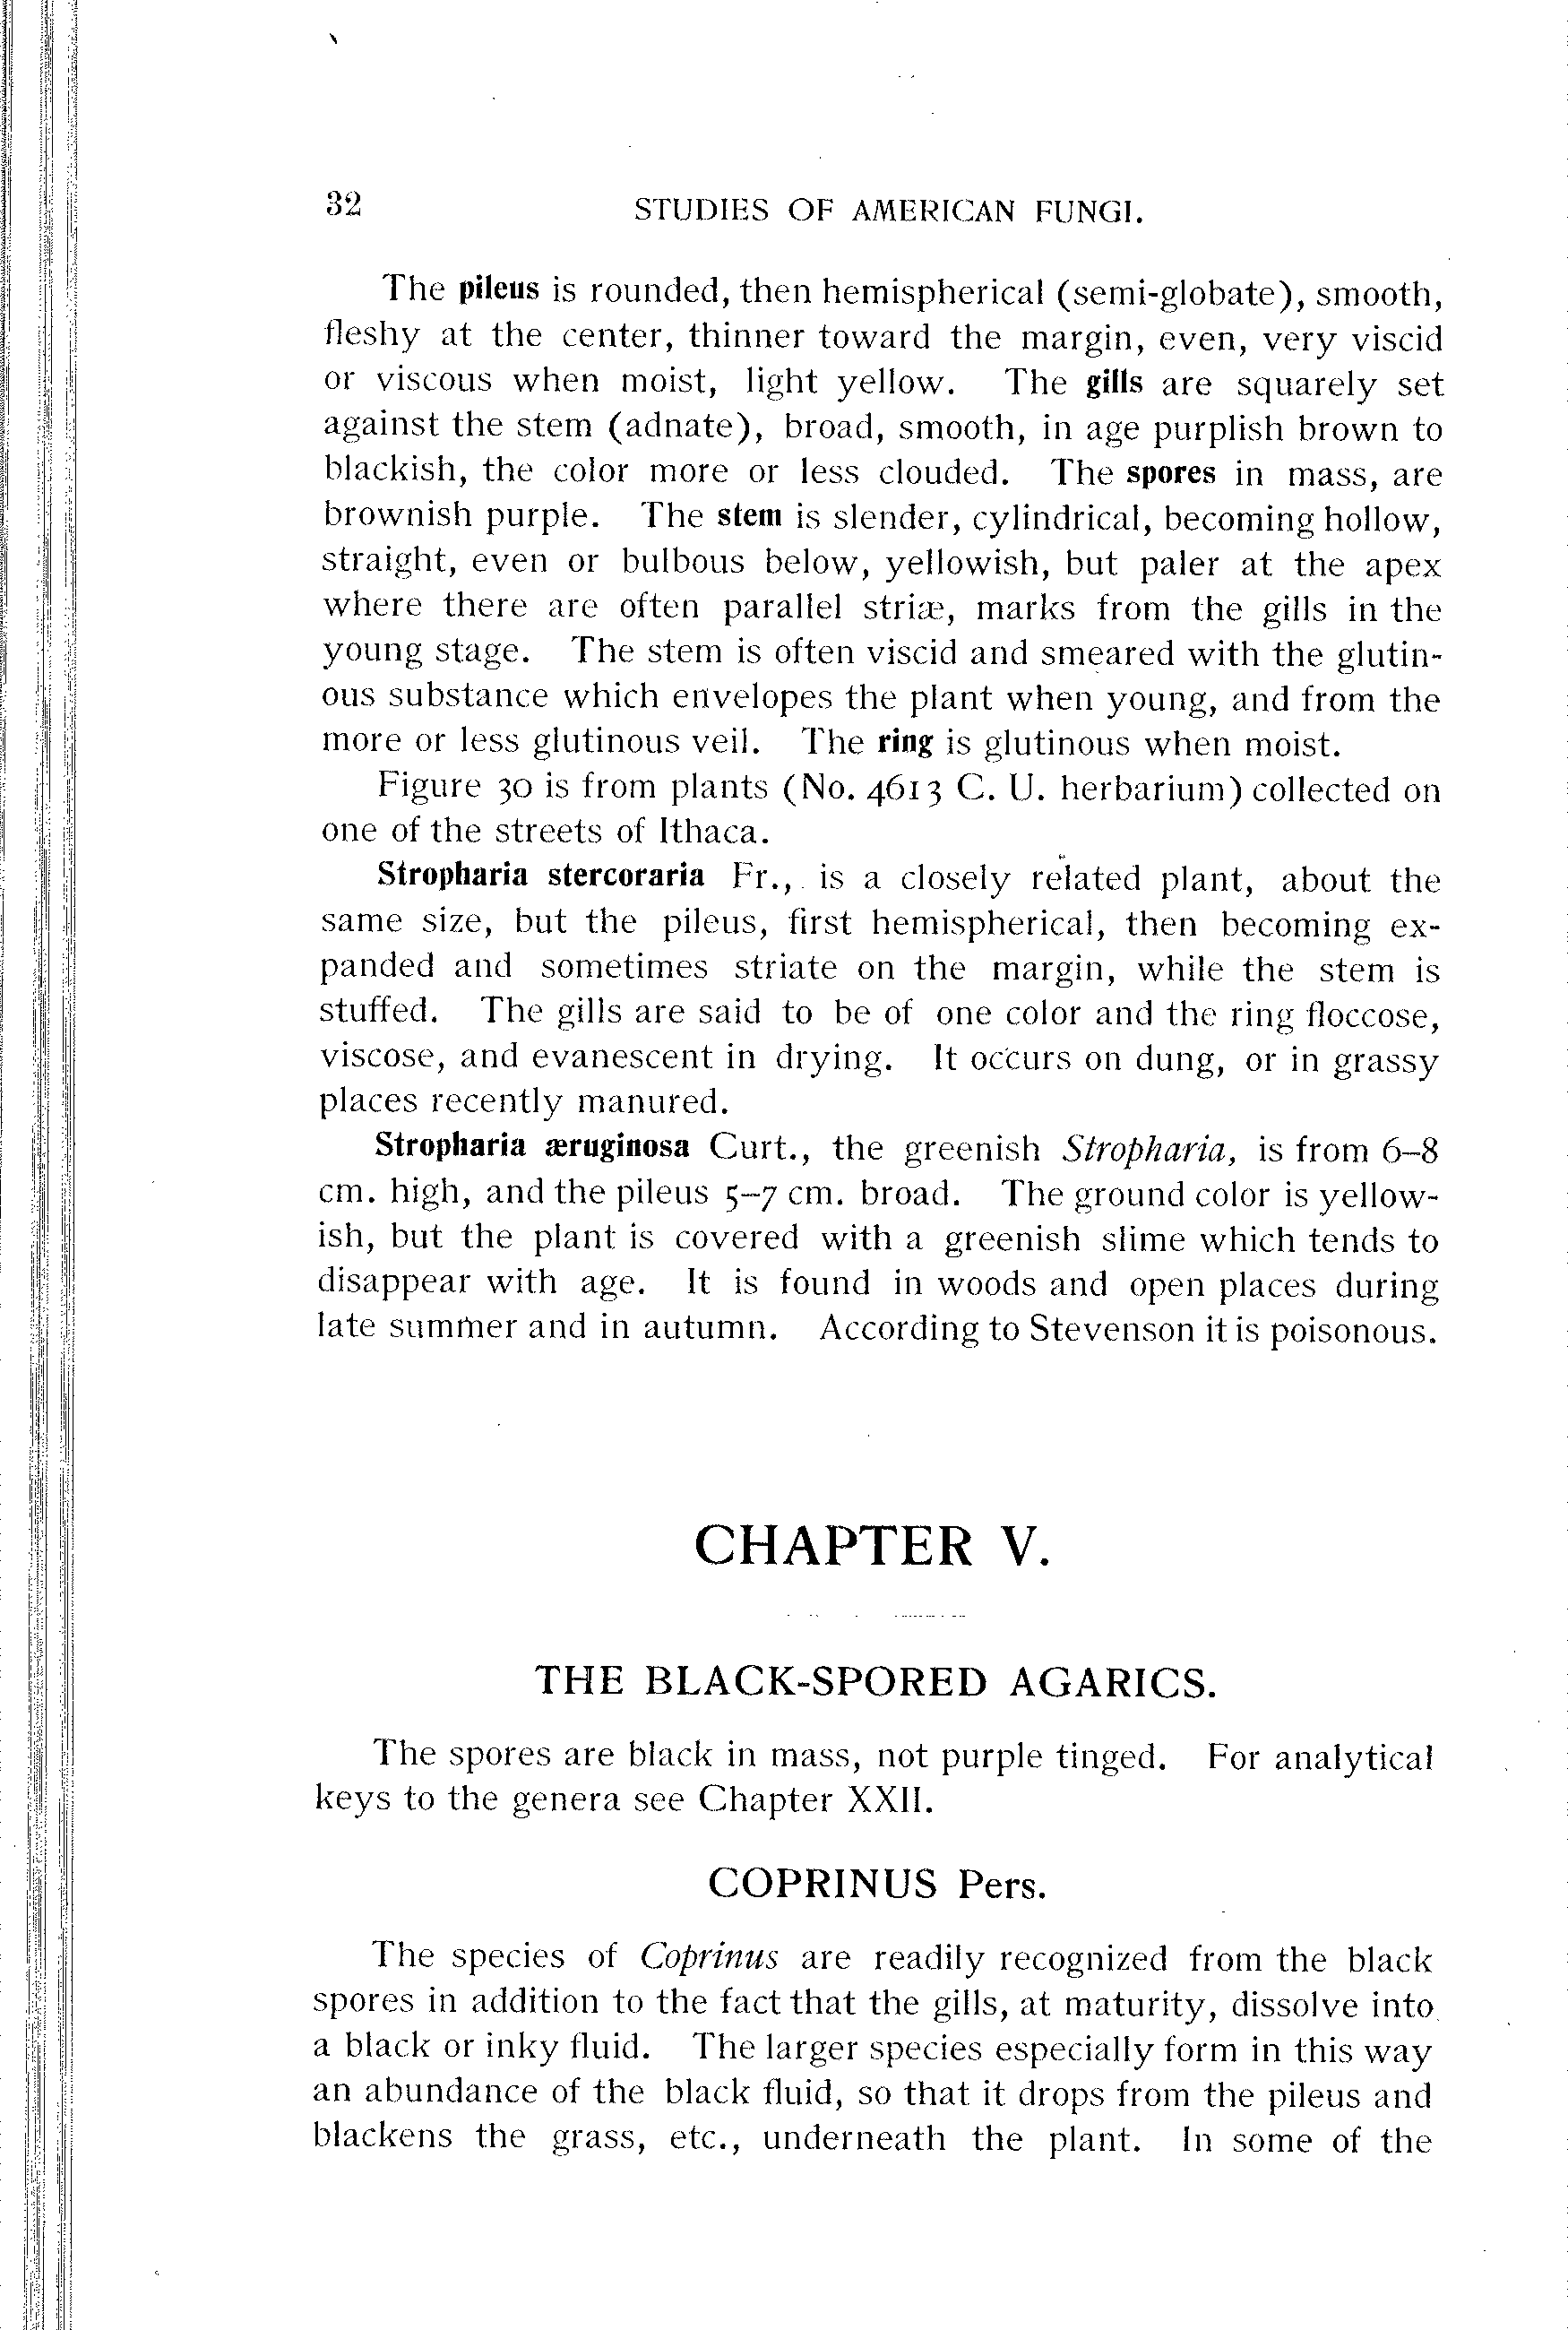 32 STUDIES OF AMERICAN FUNGI.
The pileus is rounded, then hemispherical (semi-globate), smooth,
fleshy at the center, thinner toward the margin, even, very viscid
or viscous when moist, light yellow. The gills are squarely set
against the stem (adnate), broad, smooth, in age purplish brown to
blackish, the color more or less clouded. The spores in mass, are
brownish purple. The stem is slender, cylindrical, becoming hollow,
straight, even or bulbous below, yellowish, but paler at the apex
where there are often parallel striæ, marks from the gills in the
young stage. The stem is often viscid and smeared with the glutin-
ous substance which envelopes the plant when young, and from the
more or less glutinous veil. The ring is glutinous when moist.
Figure 30 is from plants (No. 4613 C. U. herbarium) collected on
one of the streets of Ithaca.
Stropharia stercoraria Fr., is a closely related plant, about the
same size, but the pileus, first hemispherical, then becoming ex-
panded and sometimes striate on the margin, while the stem is
stuffed. The gills are said to be of one color and the ring floccose,
viscose, and evanescent in drying. It occurs on dung, or in grassy
places recently manured.
Stropharia æruginosa Curt., the greenish Stropharia, is from 6–8
cm. high, and the pileus 5–7 cm. broad. The ground color is yellow-
ish, but the plant is covered with a greenish slime which tends to
disappear with age. It is found in woods and open places during
late summer and in autumn. According to Stevenson it is poisonous.
CHAPTER V.
THE BLACK-SPORED AGARICS.
The spores are black in mass, not purple tinged. For analytical
keys to the genera see Chapter XXII.
COPRINUS Pers.
The species of Coprinus are readily recognized from the black
spores in addition to the fact that the gills, at maturity, dissolve into
a black or inky fluid. The larger species especially form in this way
an abundance of the black fluid, so that it drops from the pileus and
blackens the grass, etc., underneath the plant. In some of the